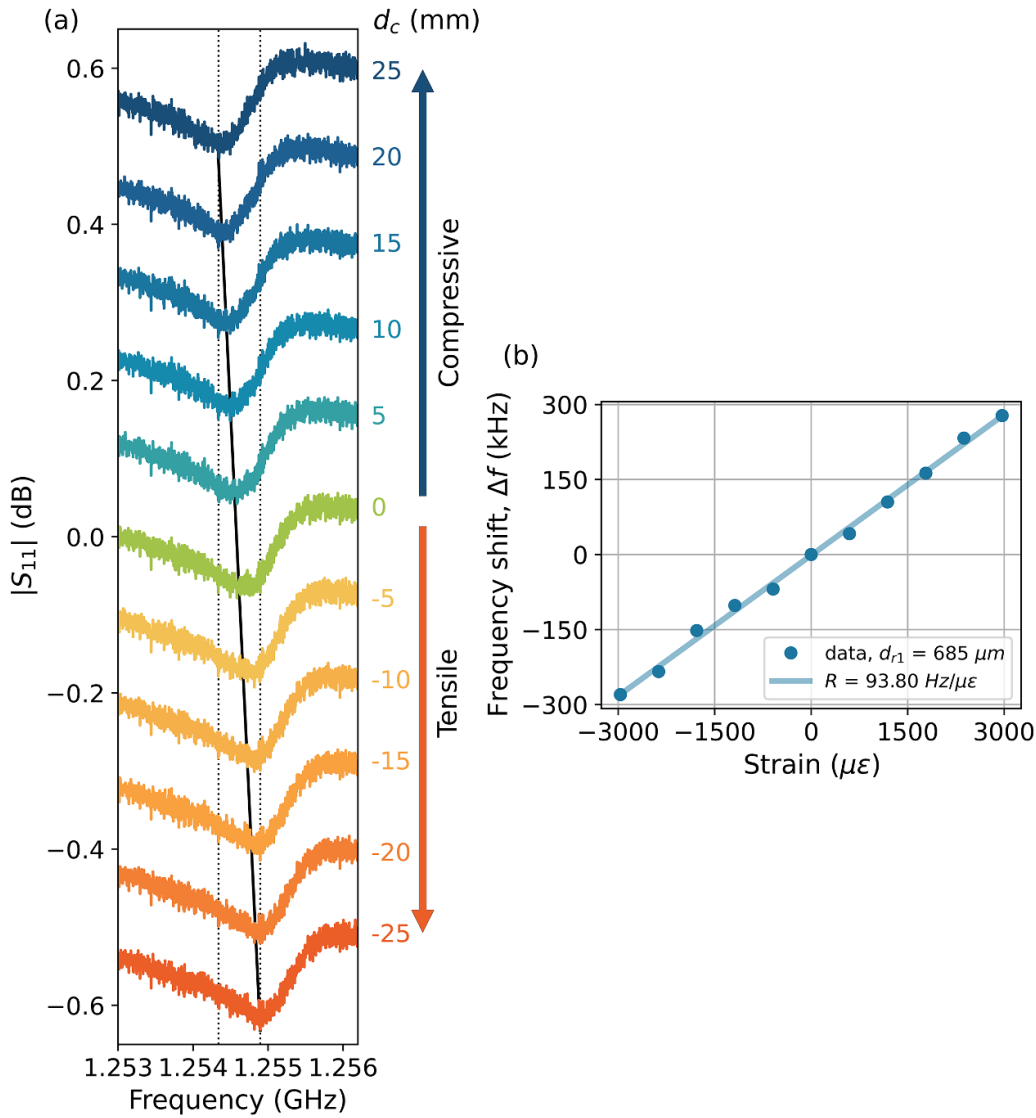 (a)
d_c (mm)
|S_11| (dB)
0.6
0.4
0.2
0.0
−0.2
−0.4
−0.6
1.253 1.254 1.255 1.256
Frequency (GHz)
25
20
15
10
5
0
-5
-10
-15
-20
-25
Compressive
Tensile
(b)
Frequency shift, Δf (kHz)
300
150
0
−150
−300
data, d_r1 = 685 μm
R = 93.80 Hz/με
−3000 −1500 0 1500 3000
Strain (με)